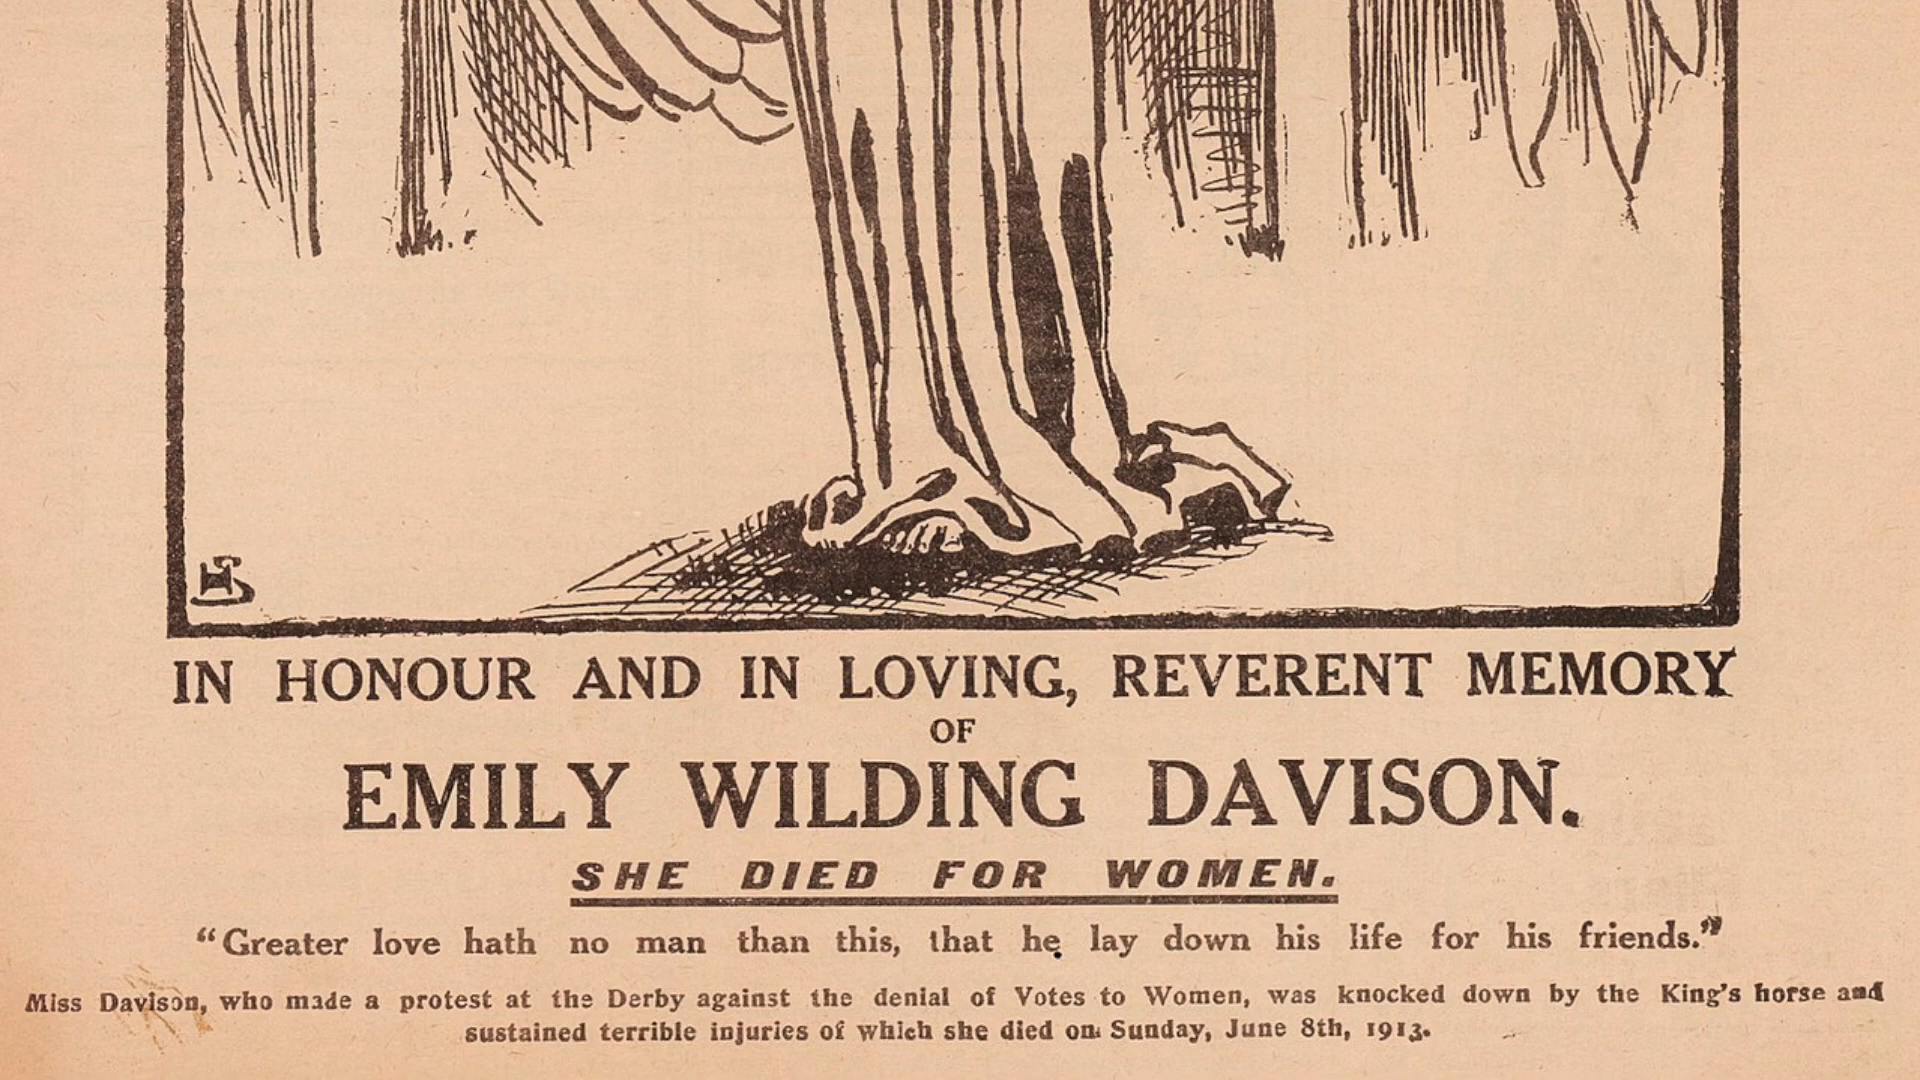 IN HONOUR AND IN LOVING, REVERENT MEMORY
OF
EMILY WILDING DAVISON.
SHE DIED FOR WOMEN.
“Greater love hath no man than this, that he lay down his life for his friends.”
Miss Davison, who made a protest at the Derby against the denial of Votes to Women, was knocked down by the King's horse and
sustained terrible injuries of which she died on Sunday, June 8th, 1913.